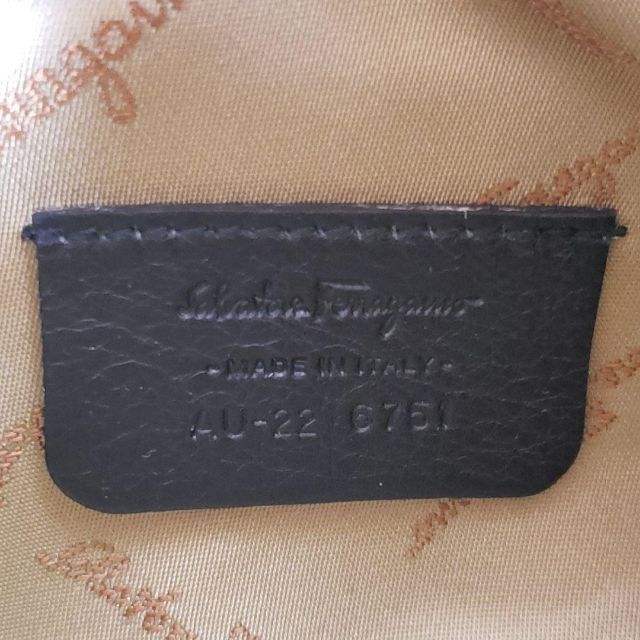 Salvatore Ferragamo
MADE IN ITALY
AU-22 6751